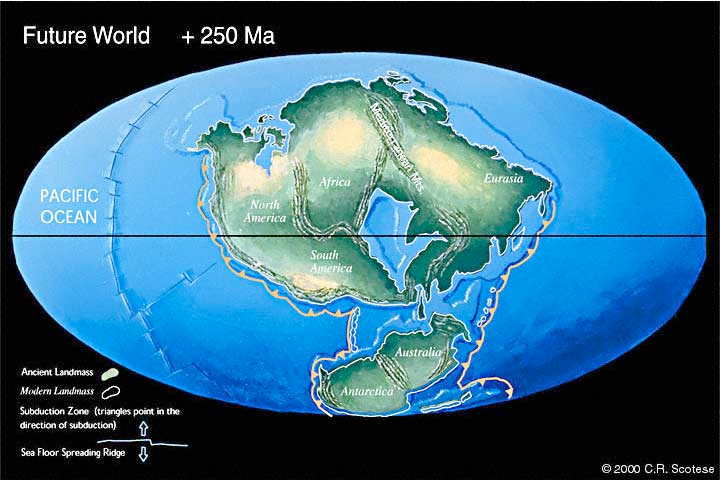 Future World + 250 Ma
PACIFIC
OCEAN
North
America
Africa
Mediterranean Mts.
Eurasia
South
America
Australia
Antarctica
Ancient Landmass
Modern Landmass
Subduction Zone (triangles point in the
direction of subduction)
Sea Floor Spreading Ridge
© 2000 C.R. Scotese